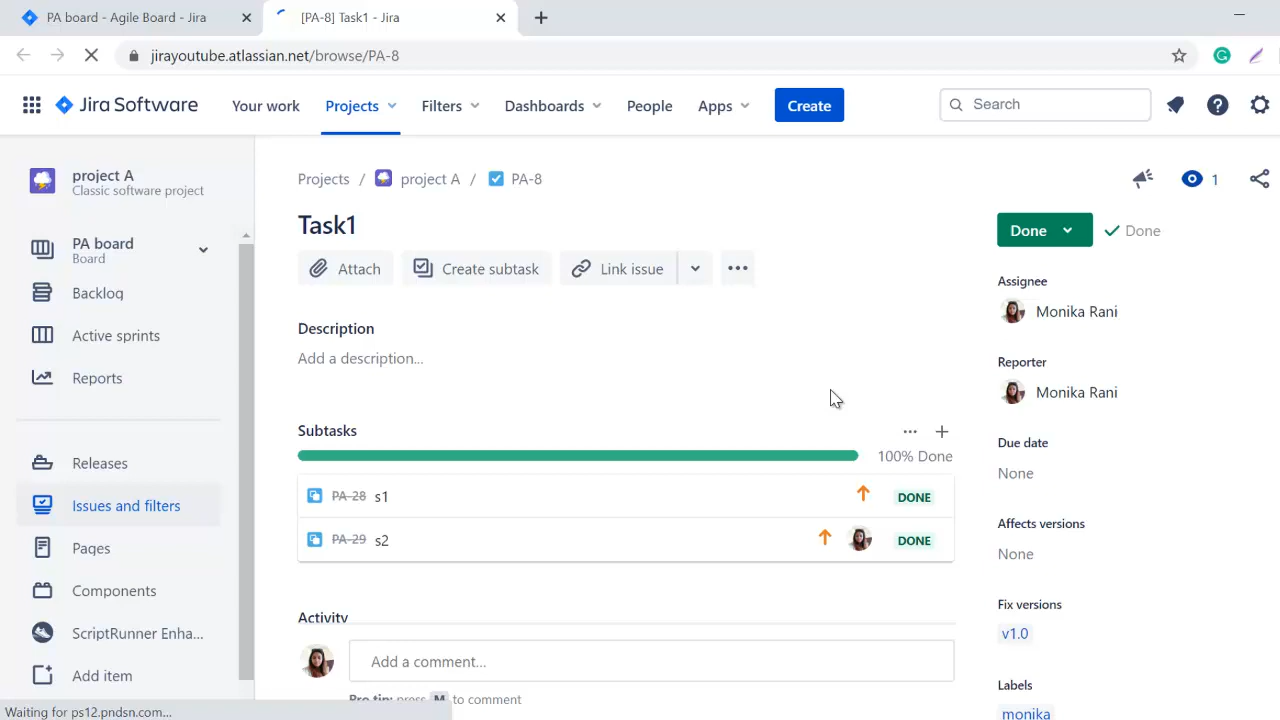 PA board - Agile Board - Jira
[PA-8] Task1 - Jira
jirayoutube.atlassian.net/browse/PA-8
Jira Software
Your work
Projects
Filters
Dashboards
People
Apps
Create
Search
project A
Classic software project
PA board
Board
Backlog
Active sprints
Reports
Releases
Issues and filters
Pages
Components
ScriptRunner Enha...
Add item
Waiting for ps12.pndsn.com...
Projects / project A / PA-8
1
Task1
Attach
Create subtask
Link issue
Description
Add a description...
Subtasks
100% Done
PA-28 s1 DONE
PA-29 s2 DONE
Activity
Add a comment...
Pro tip: press M to comment
Done
Done
Assignee
Monika Rani
Reporter
Monika Rani
Due date
None
Affects versions
None
Fix versions
v1.0
Labels
monika